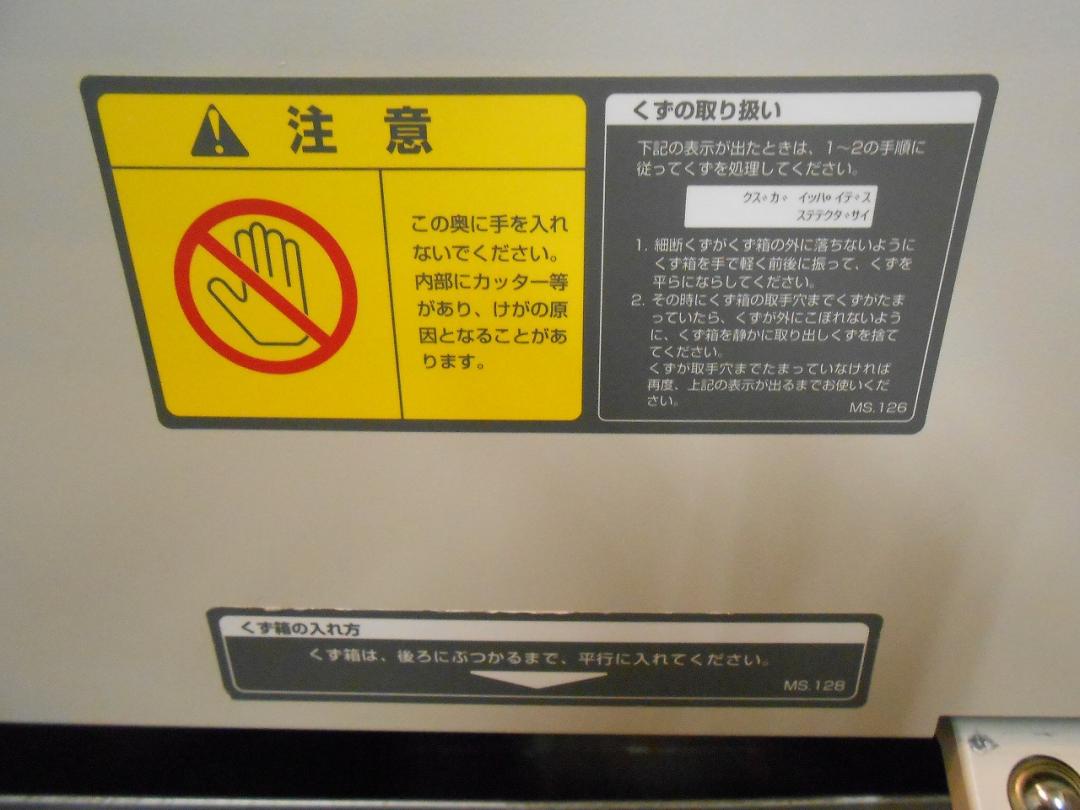 注意
この奥に手を入れ
ないでください。
内部にカッター等
があり、けがの原
因となることがあ
ります。
くずの取り扱い
下記の表示が出たときは、1〜2の手順に
従ってくずを処理してください。
クス゛カ゛ イッハ゜イテ゛ス
ステテクタ゛サイ
1. 細断くずがくず箱の外に落ちないように
くず箱を手で軽く前後に振って、くずを
平らにならしてください。
2. その時にくず箱の取手穴までくずがたま
っていたら、くずが外にこぼれないよう
に、くず箱を静かに取り出しくずを捨て
てください。
くずが取手穴までたまっていなければ
再度、上記の表示が出るまでお使いくだ
さい。
MS.126
くず箱の入れ方
くず箱は、後ろにぶつかるまで、平行に入れてください。
MS.128